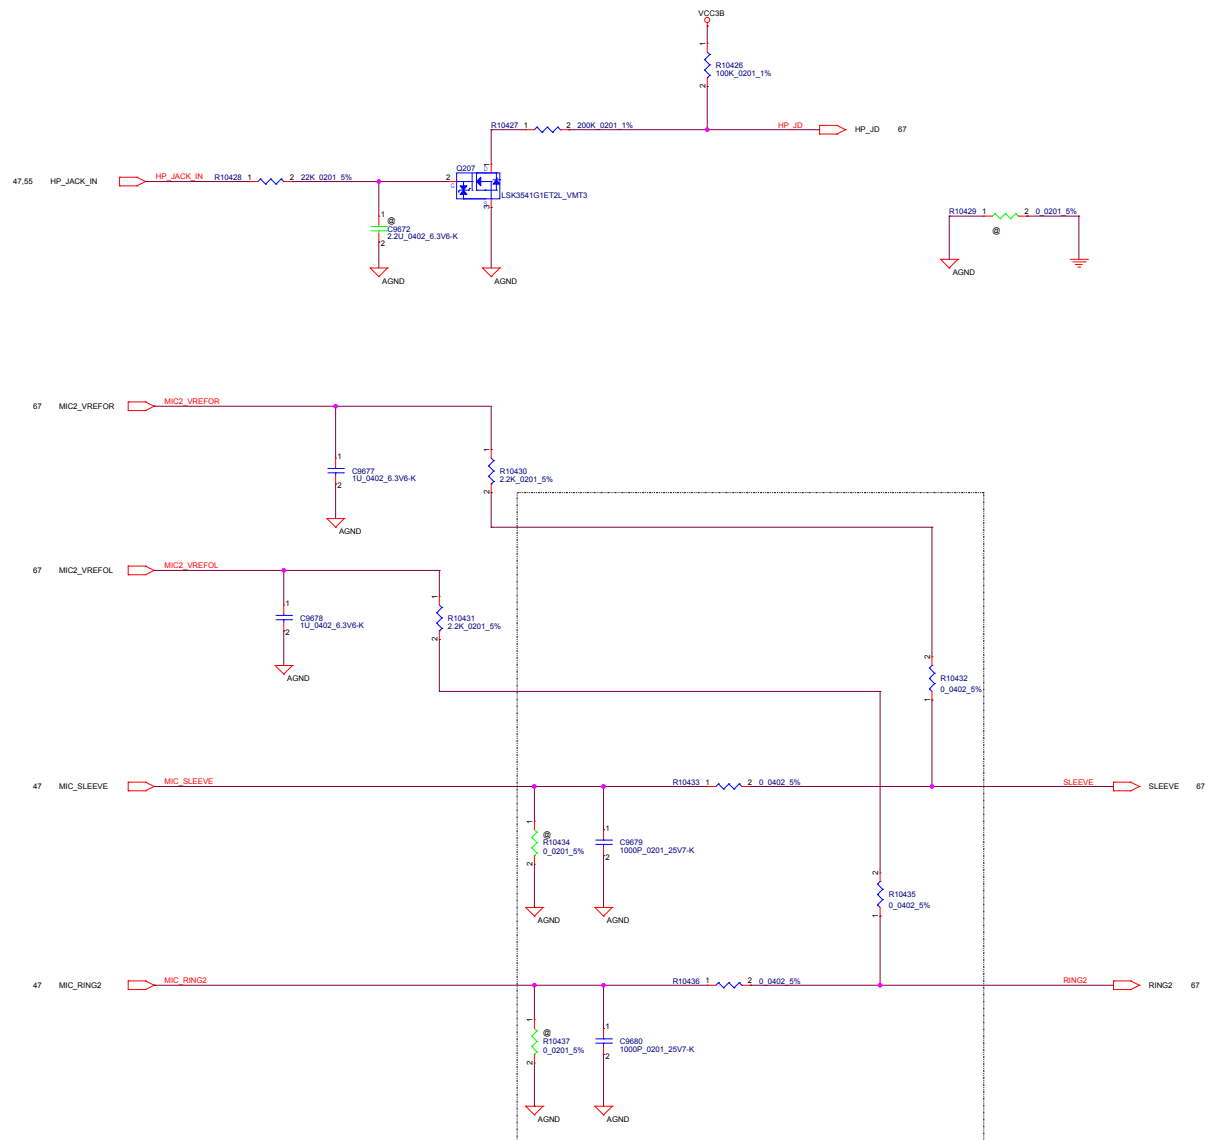 VCC3B
1
R10426
100K_0201_1%
2
R10427 1 2 200K_0201_1% HP_JD HP_JD 67
1
Q207
47,55 HP_JACK_IN HP_JACK_IN R10428 1 2 22K_0201_5% 2
LSK3541G1ET2L_VMT3
3
1
@
C9672
2.2U_0402_6.3V6-K
2
AGND
AGND
R10429 1 2 0_0201_5%
@
AGND
67 MIC2_VREFOR MIC2_VREFOR
1
C9677
1U_0402_6.3V6-K
2
AGND
1
R10430
2.2K_0201_5%
2
67 MIC2_VREFOL MIC2_VREFOL
1
C9678
1U_0402_6.3V6-K
2
AGND
1
R10431
2.2K_0201_5%
2
2
R10432
0_0402_5%
1
47 MIC_SLEEVE MIC_SLEEVE R10433 1 2 0_0402_5% SLEEVE SLEEVE 67
1
@
R10434
0_0201_5%
2
AGND
1
C9679
1000P_0201_25V7-K
2
AGND
2
R10435
0_0402_5%
1
47 MIC_RING2 MIC_RING2 R10436 1 2 0_0402_5% RING2 RING2 67
1
@
R10437
0_0201_5%
2
AGND
1
C9680
1000P_0201_25V7-K
2
AGND